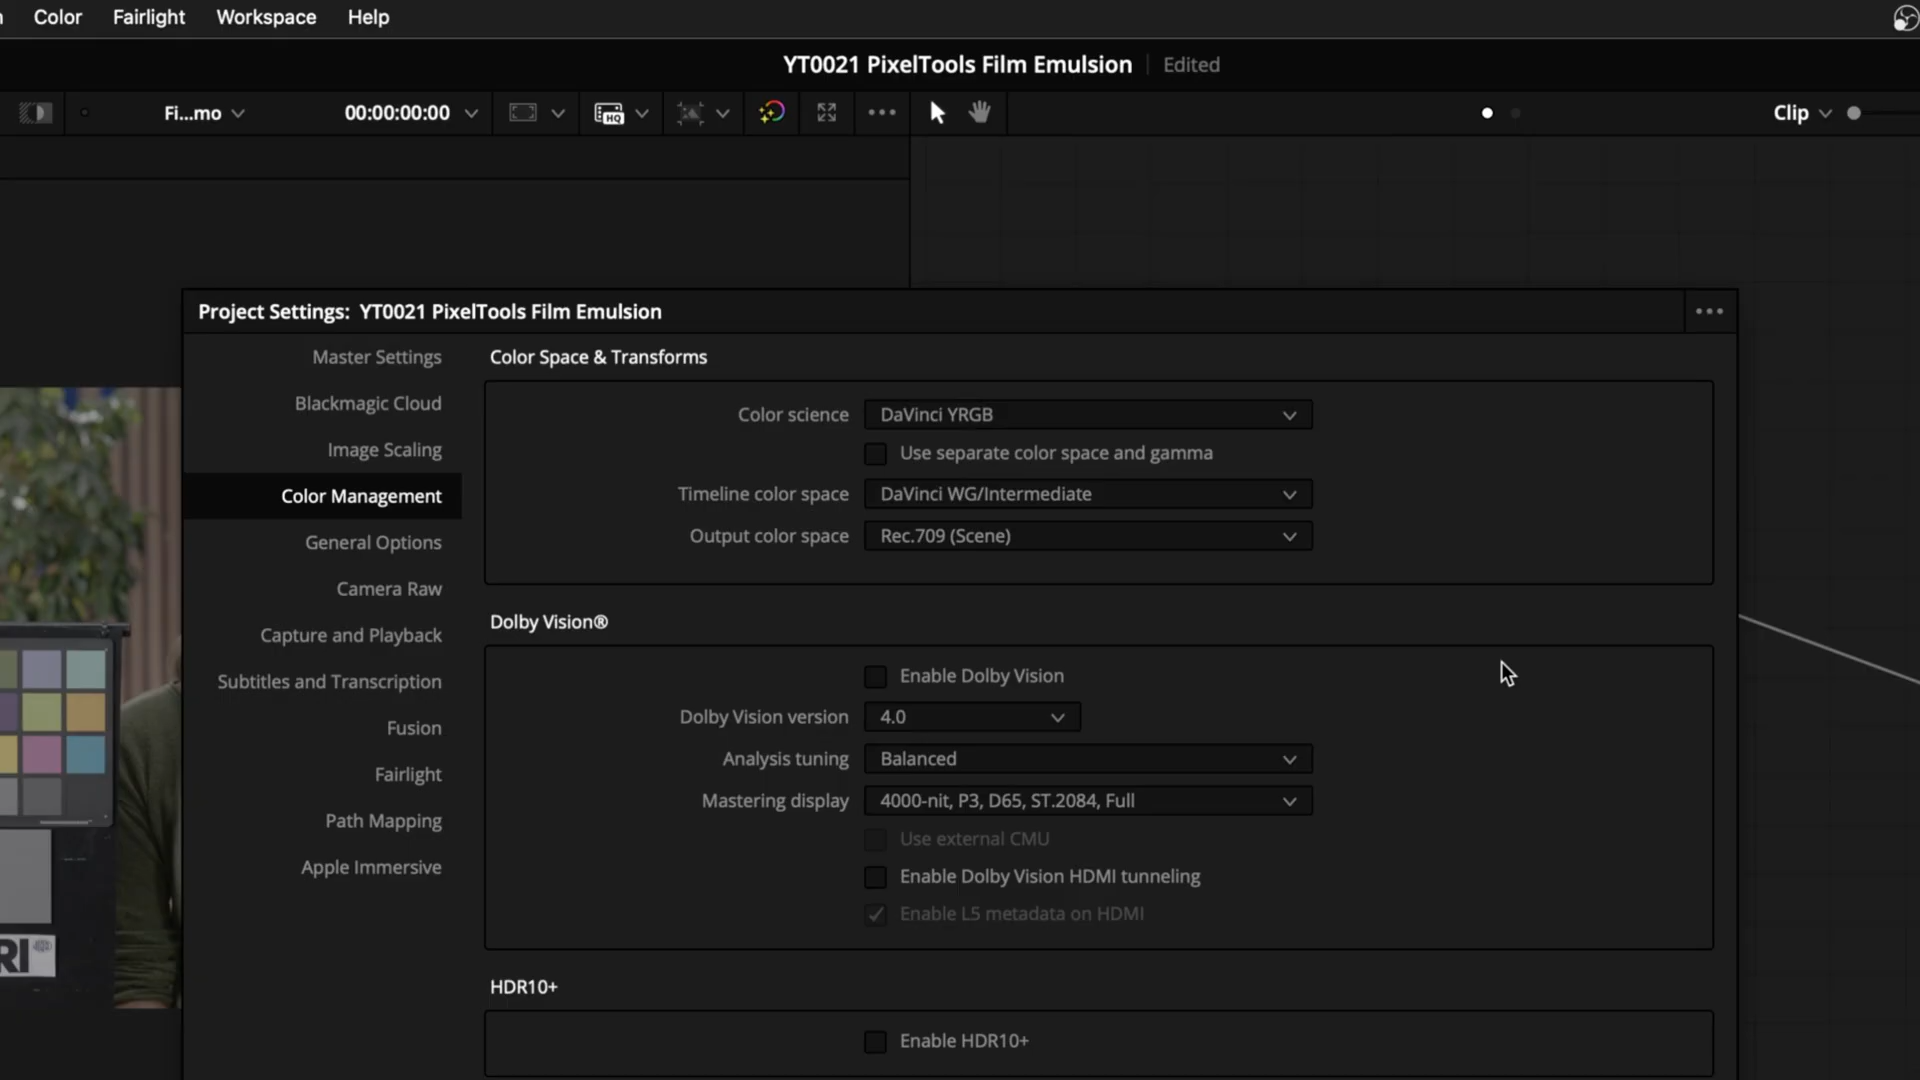 Color Fairlight Workspace Help
YT0021 PixelTools Film Emulsion Edited
Fi...mo 00:00:00:00 HQ Clip
Project Settings: YT0021 PixelTools Film Emulsion
Master Settings
Blackmagic Cloud
Image Scaling
Color Management
General Options
Camera Raw
Capture and Playback
Subtitles and Transcription
Fusion
Fairlight
Path Mapping
Apple Immersive
Color Space & Transforms
Color science DaVinci YRGB
Use separate color space and gamma
Timeline color space DaVinci WG/Intermediate
Output color space Rec.709 (Scene)
Dolby Vision®
Enable Dolby Vision
Dolby Vision version 4.0
Analysis tuning Balanced
Mastering display 4000-nit, P3, D65, ST.2084, Full
Use external CMU
Enable Dolby Vision HDMI tunneling
Enable L5 metadata on HDMI
HDR10+
Enable HDR10+
RI